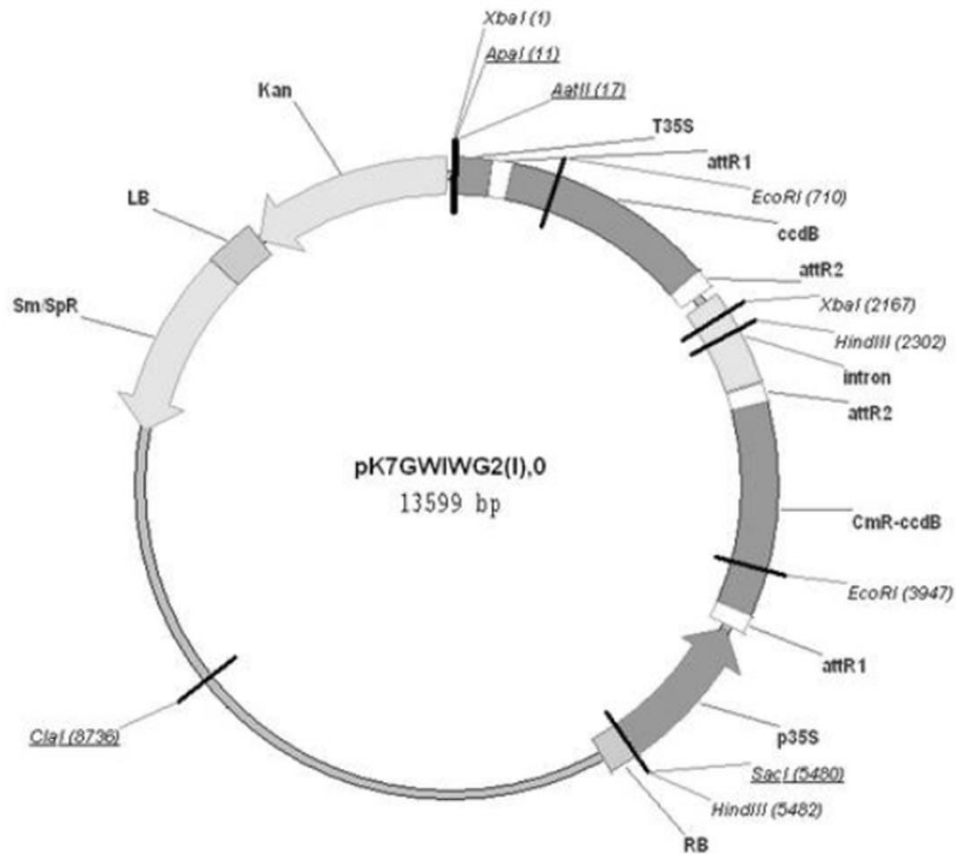 XbaI (1)
ApaI (11)
AatII (17)
Kan
T35S
attR1
LB
EcoRI (710)
ccdB
attR2
Sm/SpR
XbaI (2167)
HindIII (2302)
intron
attR2
pK7GWIWG2(I),0
13599 bp
CmR-ccdB
EcoRI (3947)
attR1
ClaI (8736)
p35S
SacI (5480)
HindIII (5482)
RB